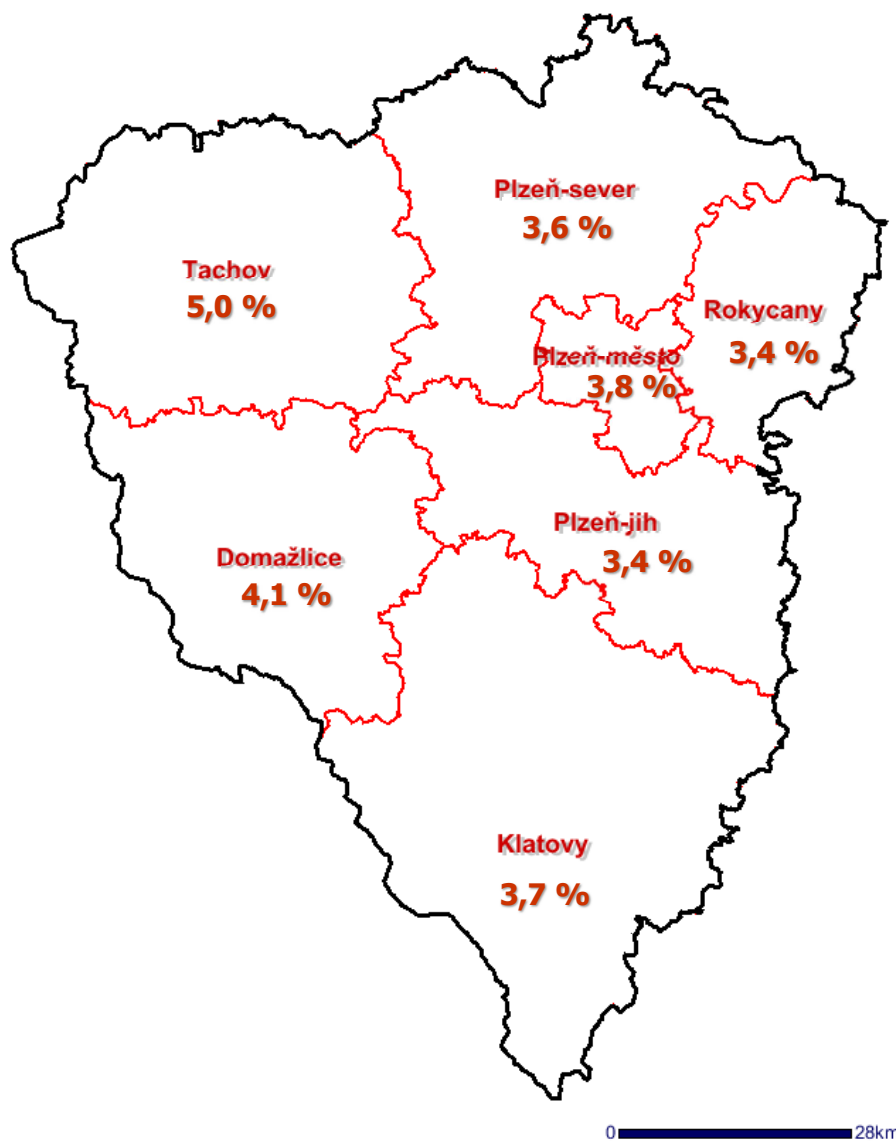 Plzeň-sever
3,6 %
Tachov
5,0 %
Rokycany
3,4 %
Plzeň-město
3,8 %
Plzeň-jih
3,4 %
Domažlice
4,1 %
Klatovy
3,7 %
0 28km